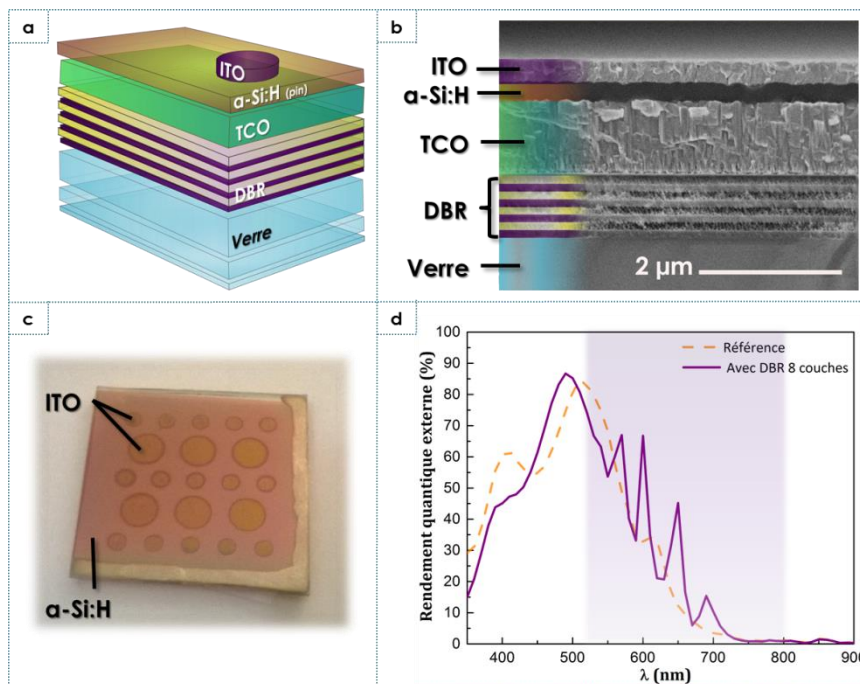 a
ITO
a-Si:H (pin)
TCO
DBR
Verre
b
ITO
a-Si:H
TCO
DBR
Verre
2 µm
c
ITO
a-Si:H
d
100
90
80
70
60
50
40
30
20
10
0
Rendement quantique externe (%)
Référence
Avec DBR 8 couches
400 500 600 700 800 900
λ (nm)